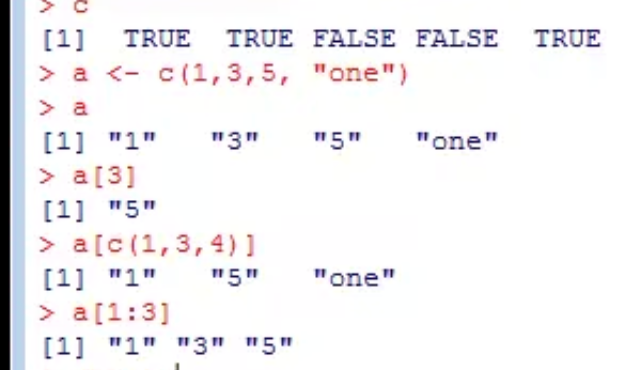 > c
[1]  TRUE  TRUE FALSE FALSE  TRUE
> a <- c(1,3,5, "one")
> a
[1] "1"   "3"   "5"   "one"
> a[3]
[1] "5"
> a[c(1,3,4)]
[1] "1"   "5"   "one"
> a[1:3]
[1] "1" "3" "5"